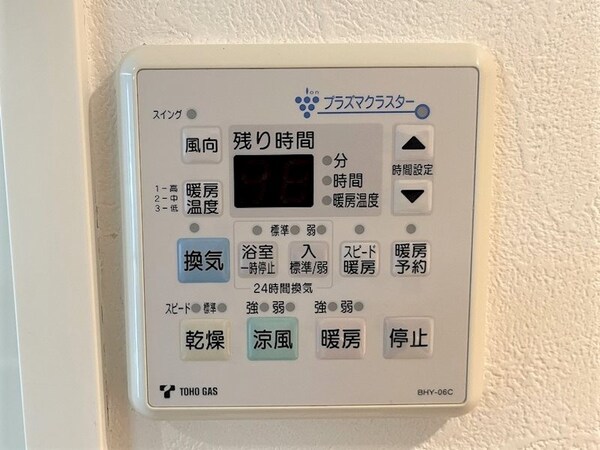 Ion
プラズマクラスター
スイング
風向
残り時間
分
時間
暖房温度
時間設定
1－高
2－中
3－低
暖房
温度
標準 弱
換気
浴室
一時停止
入
標準/弱
スピード
暖房
暖房
予約
24時間換気
スピード 標準 強 弱 強 弱
乾燥 涼風 暖房 停止
TOHO GAS
BHY-06C